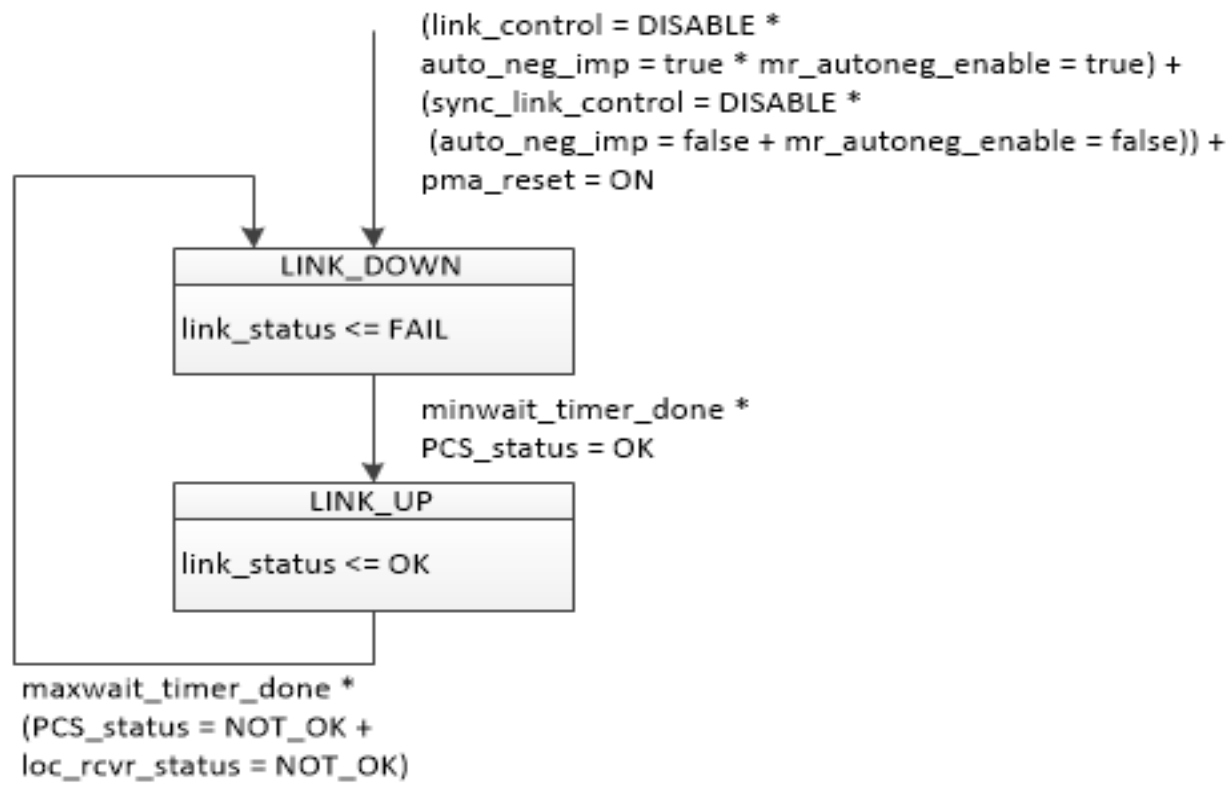 (link_control = DISABLE *
auto_neg_imp = true * mr_autoneg_enable = true) +
(sync_link_control = DISABLE *
(auto_neg_imp = false + mr_autoneg_enable = false)) +
pma_reset = ON
LINK_DOWN
link_status <= FAIL
minwait_timer_done *
PCS_status = OK
LINK_UP
link_status <= OK
maxwait_timer_done *
(PCS_status = NOT_OK +
loc_rcvr_status = NOT_OK)